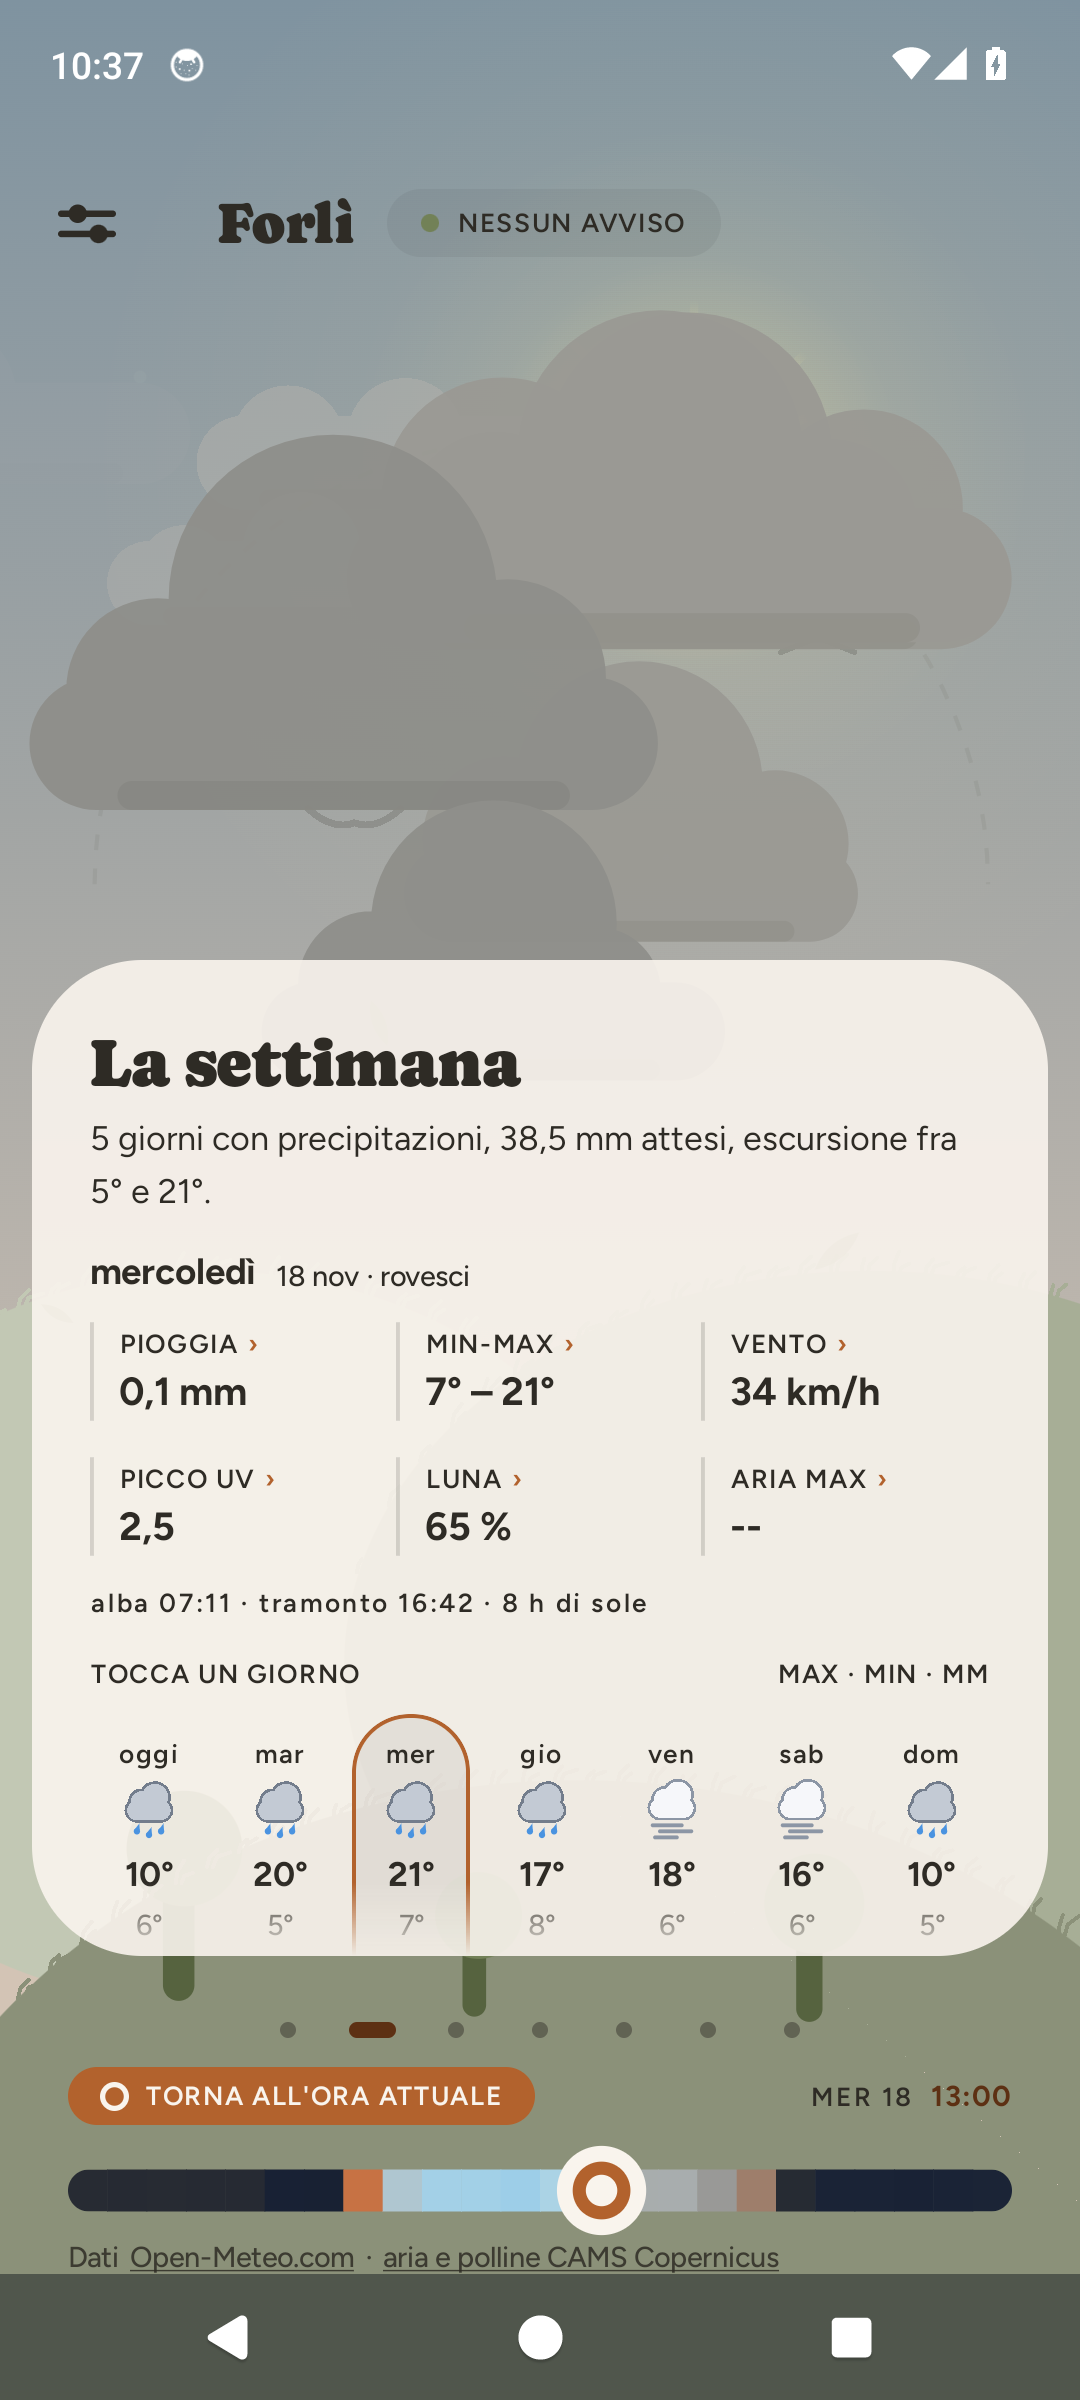 10:37
Forlì
NESSUN AVVISO
La settimana
5 giorni con precipitazioni, 38,5 mm attesi, escursione fra
5° e 21°.
mercoledì 18 nov · rovesci
PIOGGIA › MIN-MAX › VENTO ›
0,1 mm 7° – 21° 34 km/h
PICCO UV › LUNA › ARIA MAX ›
2,5 65 % --
alba 07:11 · tramonto 16:42 · 8 h di sole
TOCCA UN GIORNO MAX · MIN · MM
oggi mar mer gio ven sab dom
10° 20° 21° 17° 18° 16° 10°
6° 5° 7° 8° 6° 6° 5°
TORNA ALL'ORA ATTUALE MER 18 13:00
Dati Open-Meteo.com · aria e polline CAMS Copernicus